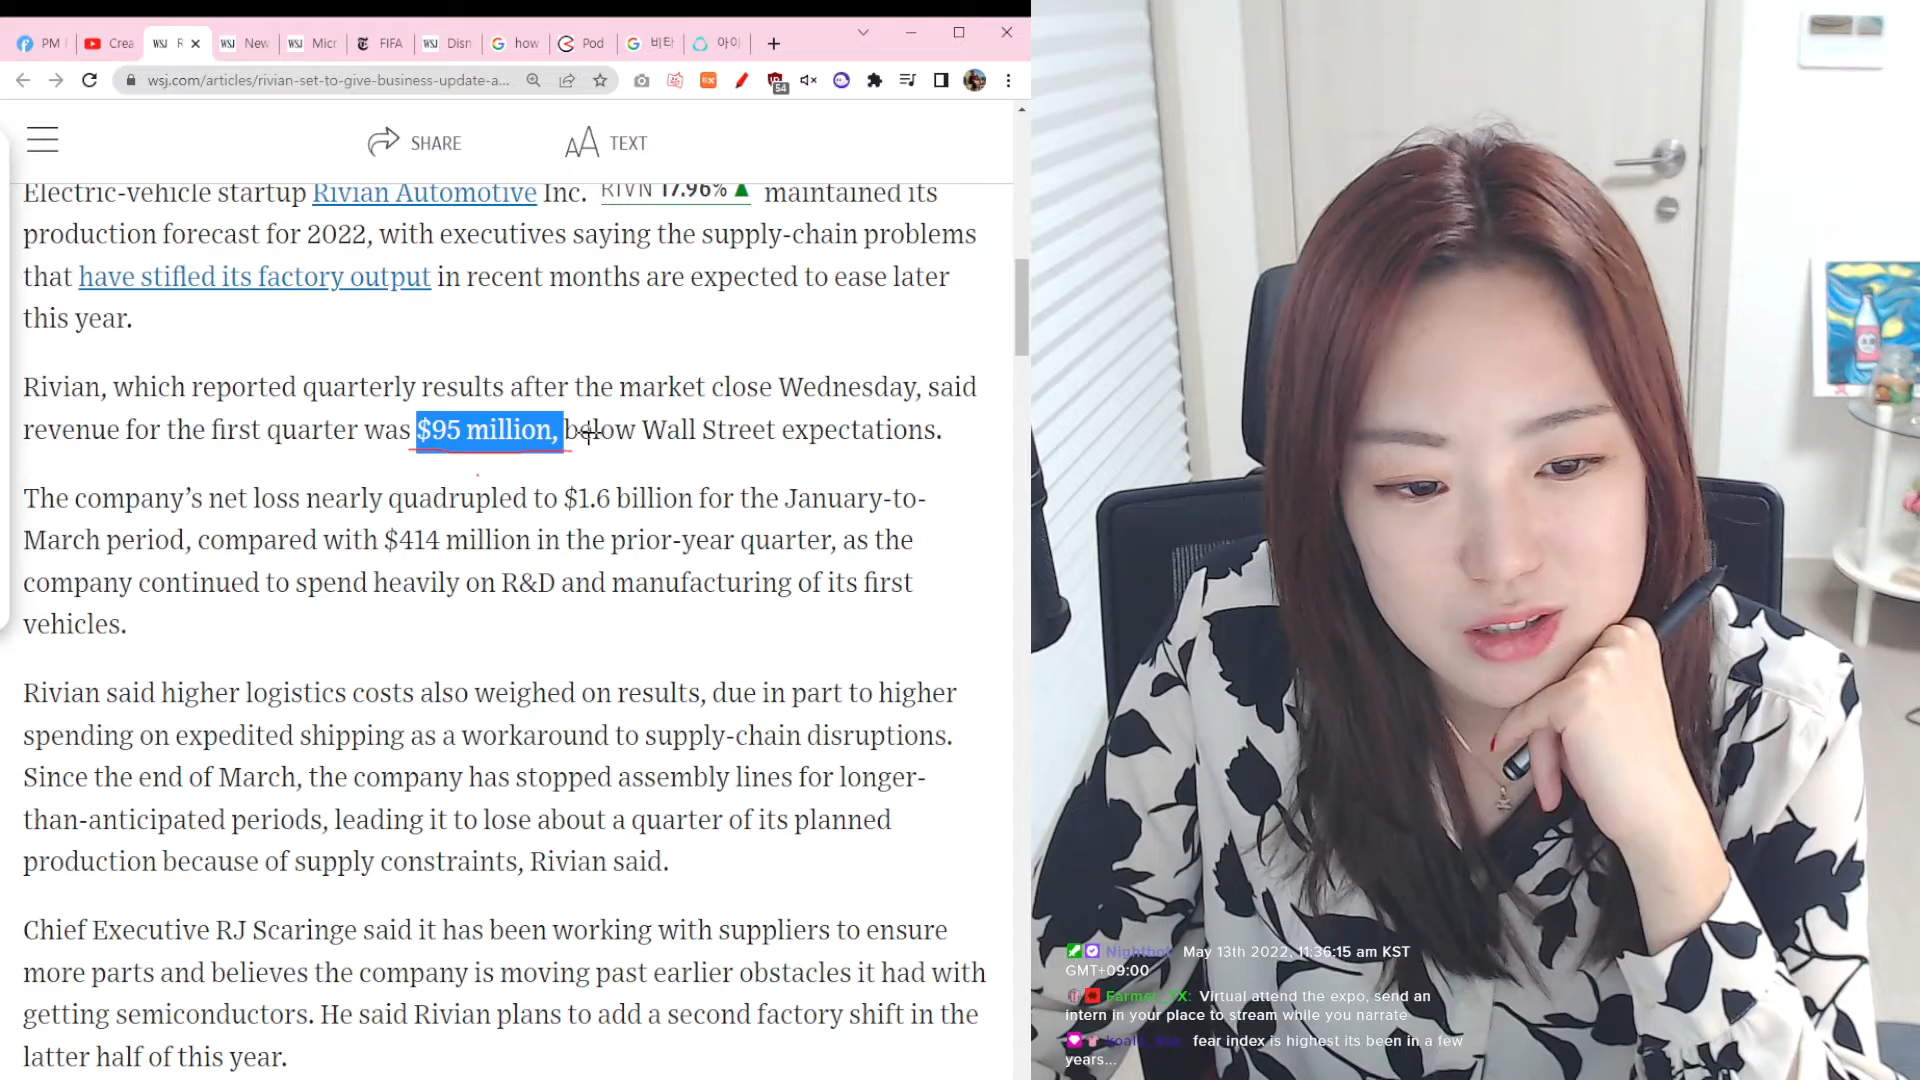 PM
Crea
WSJ R
WSJ New
WSJ Micr
FIFA
WSJ Disn
how
Pod
비타
아이
wsj.com/articles/rivian-set-to-give-business-update-a...
54
SHARE
TEXT
Electric-vehicle startup Rivian Automotive Inc. RIVN 17.96% ▲ maintained its
production forecast for 2022, with executives saying the supply-chain problems
that have stifled its factory output in recent months are expected to ease later
this year.
Rivian, which reported quarterly results after the market close Wednesday, said
revenue for the first quarter was $95 million, below Wall Street expectations.
The company’s net loss nearly quadrupled to $1.6 billion for the January-to-
March period, compared with $414 million in the prior-year quarter, as the
company continued to spend heavily on R&D and manufacturing of its first
vehicles.
Rivian said higher logistics costs also weighed on results, due in part to higher
spending on expedited shipping as a workaround to supply-chain disruptions.
Since the end of March, the company has stopped assembly lines for longer-
than-anticipated periods, leading it to lose about a quarter of its planned
production because of supply constraints, Rivian said.
Chief Executive RJ Scaringe said it has been working with suppliers to ensure
more parts and believes the company is moving past earlier obstacles it had with
getting semiconductors. He said Rivian plans to add a second factory shift in the
latter half of this year.
Nightbot May 13th 2022, 11:36:15 am KST
GMT+09:00
Farmer_TX: Virtual attend the expo, send an
intern in your place to stream while you narrate
fear index is highest its been in a few
years...